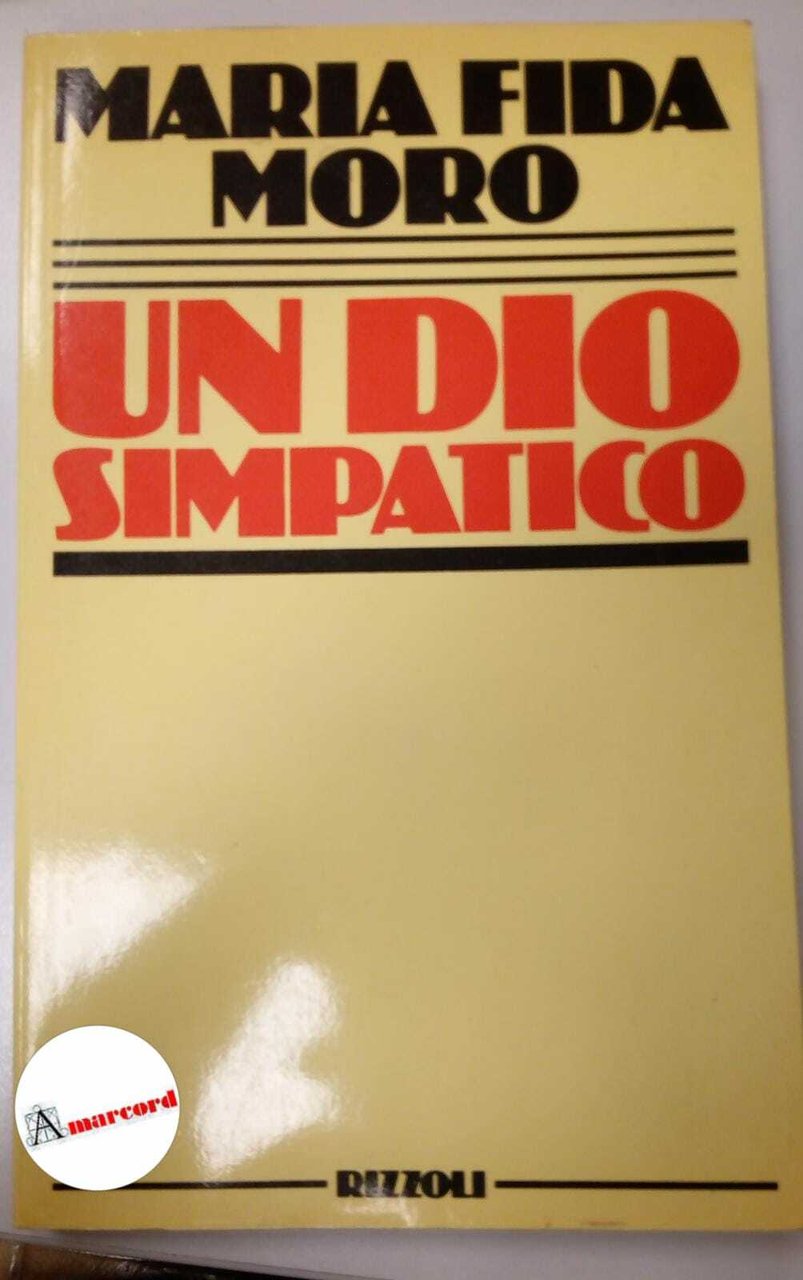 MARIA FIDA
MORO
UN DIO
SIMPATICO
Amarcord
RIZZOLI